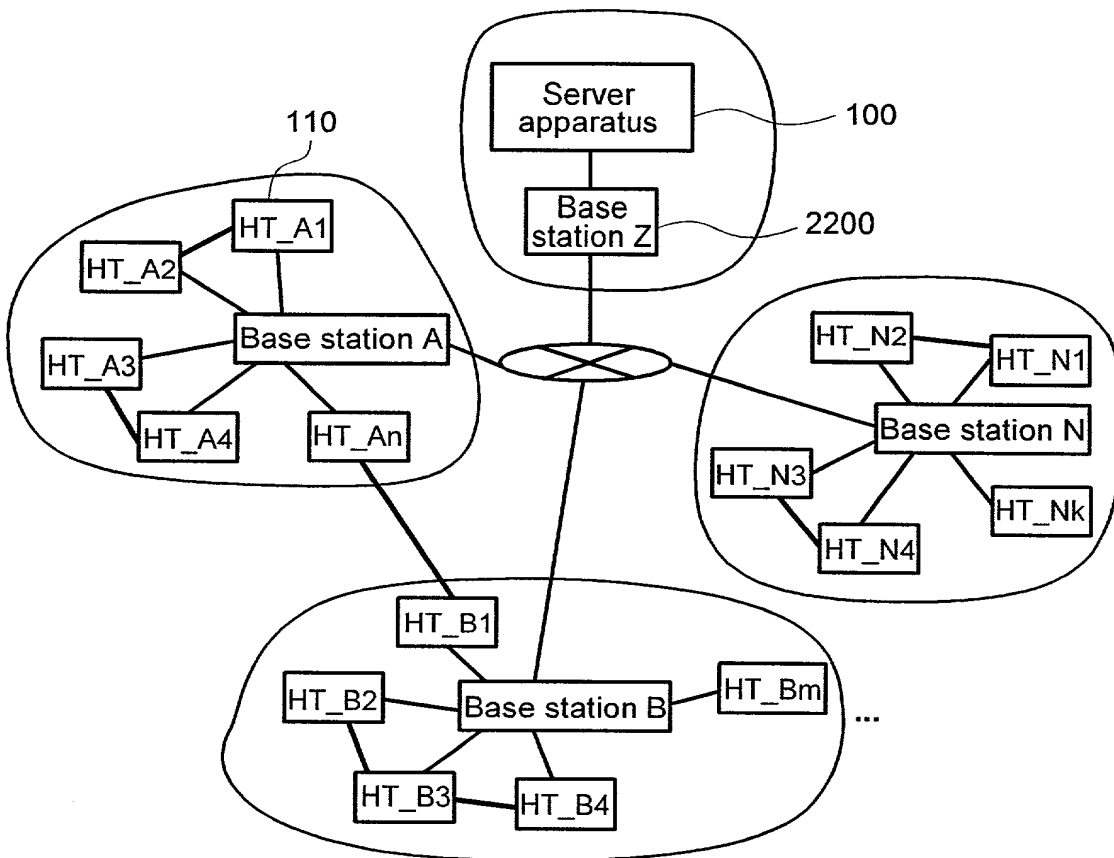 Server
apparatus
100
110
Base
station Z
2200
HT_A1
HT_A2
Base station A
HT_A3
HT_A4
HT_An
HT_N2
HT_N1
Base station N
HT_N3
HT_Nk
HT_N4
HT_B1
HT_B2
Base station B
HT_Bm
...
HT_B3
HT_B4